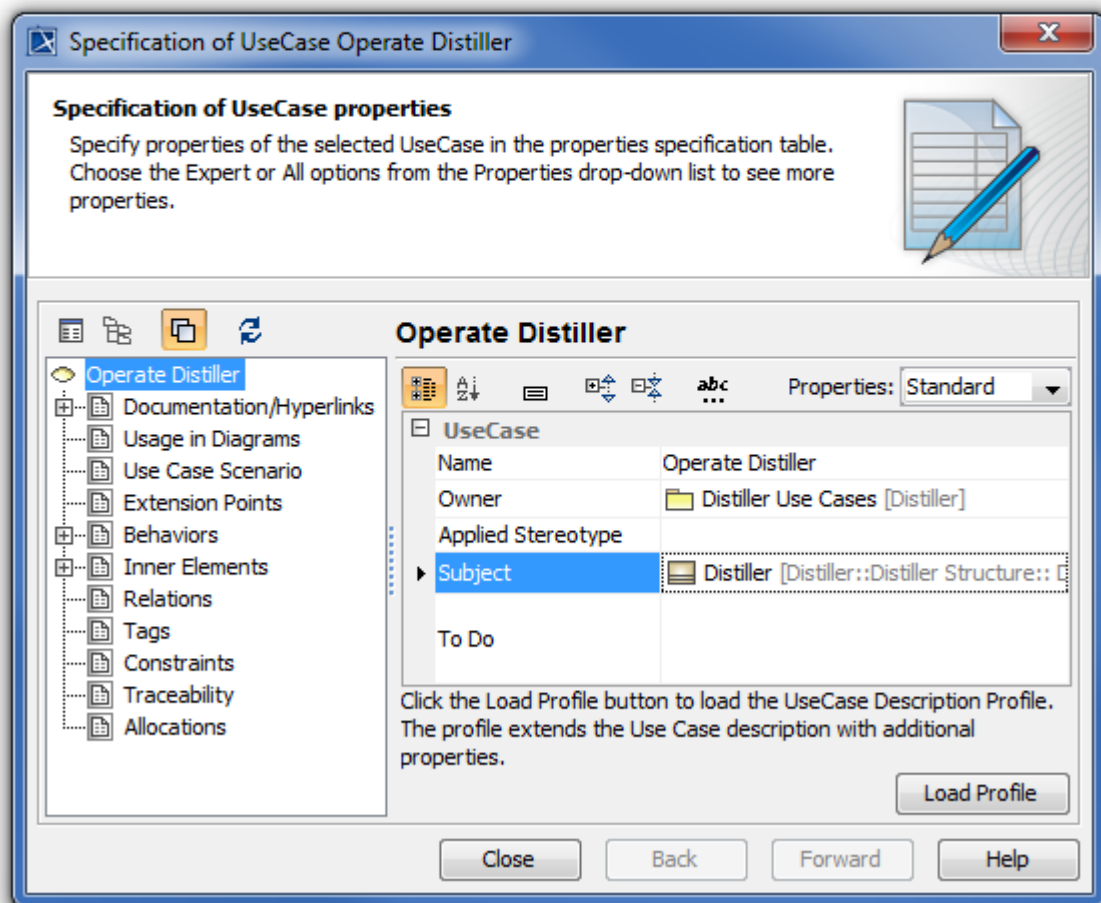 Specification of UseCase Operate Distiller
Specification of UseCase properties
Specify properties of the selected UseCase in the properties specification table.
Choose the Expert or All options from the Properties drop-down list to see more
properties.
Operate Distiller
Documentation/Hyperlinks
Usage in Diagrams
Use Case Scenario
Extension Points
Behaviors
Inner Elements
Relations
Tags
Constraints
Traceability
Allocations
Operate Distiller
abc Properties: Standard
UseCase
Name Operate Distiller
Owner Distiller Use Cases [Distiller]
Applied Stereotype
Subject Distiller [Distiller::Distiller Structure::
To Do
Click the Load Profile button to load the UseCase Description Profile.
The profile extends the Use Case description with additional
properties.
Load Profile
Close Back Forward Help